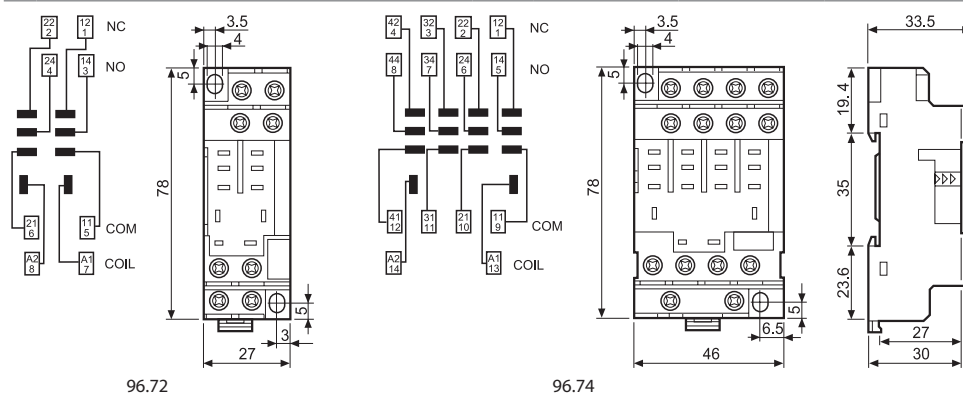 22 2 12 1 NC
24 4 14 3 NO
21 6 11 5 COM
A2 8 A1 7 COIL
3.5
4
5
78
5
3
27
96.72
42 4 32 3 22 2 12 1 NC
44 8 34 7 24 6 14 5 NO
41 12 31 11 21 10 11 9 COM
A2 14 A1 13 COIL
3.5
4
5
78
5
6.5
46
96.74
33.5
19.4
35
23.6
27
30